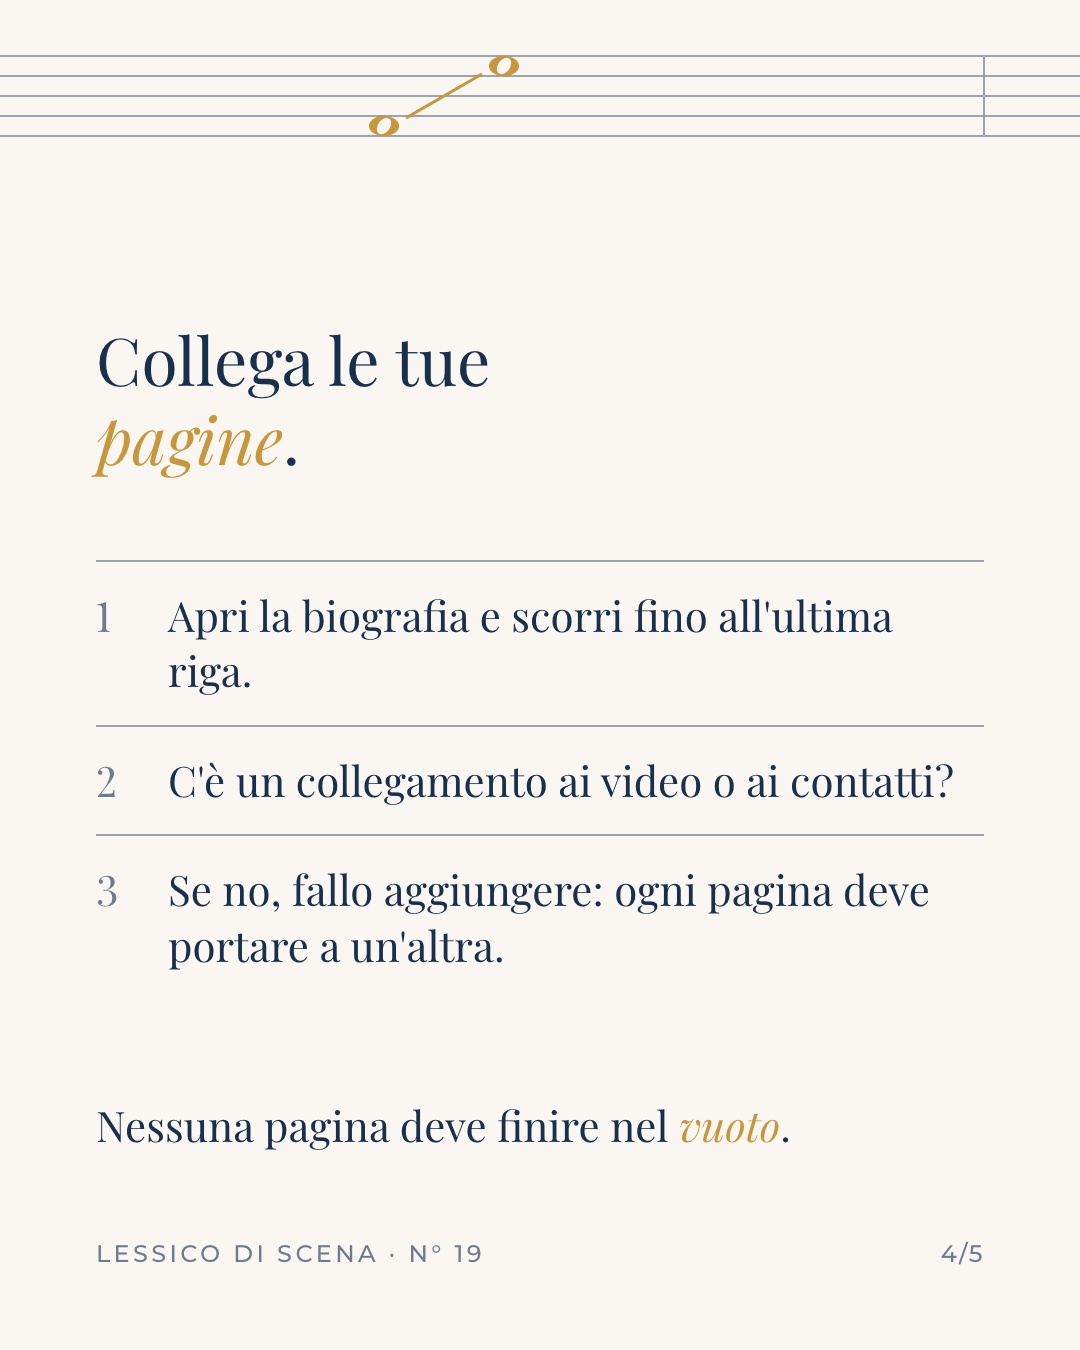 Collega le tue
pagine.
1 Apri la biografia e scorri fino all'ultima
riga.
2 C'è un collegamento ai video o ai contatti?
3 Se no, fallo aggiungere: ogni pagina deve
portare a un'altra.
Nessuna pagina deve finire nel vuoto.
LESSICO DI SCENA · N° 19 4/5